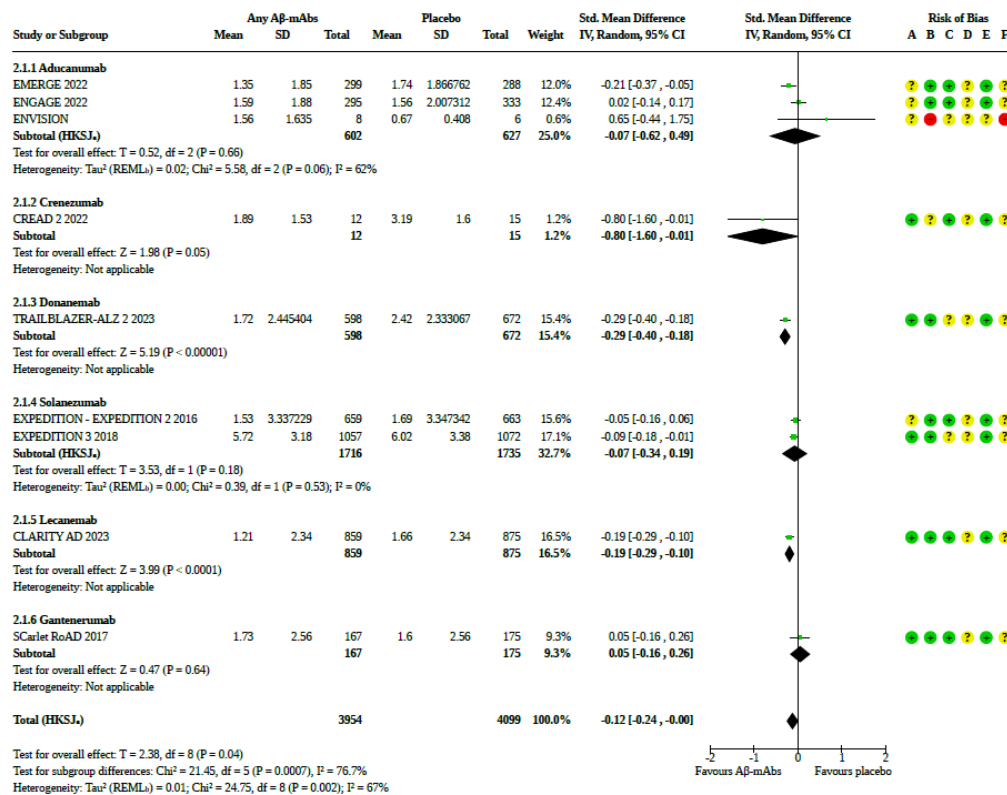 Any Aβ-mAbs Placebo Std. Mean Difference Std. Mean Difference Risk of Bias
Study or Subgroup Mean SD Total Mean SD Total Weight IV, Random, 95% CI IV, Random, 95% CI A B C D E F
2.1.1 Aducanumab
EMERGE 2022 1.35 1.85 299 1.74 1.866762 288 12.0% -0.21 [-0.37 , -0.05] ? + + ? + ?
ENGAGE 2022 1.59 1.88 295 1.56 2.007312 333 12.4% 0.02 [-0.14 , 0.17] ? + + ? + ?
ENVISION 1.56 1.635 8 0.67 0.408 6 0.6% 0.65 [-0.44 , 1.75] ? − ? ? ? −
Subtotal (HKSJₐ) 602 627 25.0% -0.07 [-0.62 , 0.49]
Test for overall effect: T = 0.52, df = 2 (P = 0.66)
Heterogeneity: Tau² (REMLb) = 0.02; Chi² = 5.58, df = 2 (P = 0.06); I² = 62%
2.1.2 Crenezumab
CREAD 2 2022 1.89 1.53 12 3.19 1.6 15 1.2% -0.80 [-1.60 , -0.01] + ? + ? + ?
Subtotal 12 15 1.2% -0.80 [-1.60 , -0.01]
Test for overall effect: Z = 1.98 (P = 0.05)
Heterogeneity: Not applicable
2.1.3 Donanemab
TRAILBLAZER-ALZ 2 2023 1.72 2.445404 598 2.42 2.333067 672 15.4% -0.29 [-0.40 , -0.18] + + ? ? + ?
Subtotal 598 672 15.4% -0.29 [-0.40 , -0.18]
Test for overall effect: Z = 5.19 (P < 0.00001)
Heterogeneity: Not applicable
2.1.4 Solanezumab
EXPEDITION - EXPEDITION 2 2016 1.53 3.337229 659 1.69 3.347342 663 15.6% -0.05 [-0.16 , 0.06] ? + + ? + ?
EXPEDITION 3 2018 5.72 3.18 1057 6.02 3.38 1072 17.1% -0.09 [-0.18 , -0.01] + + ? ? + ?
Subtotal (HKSJₐ) 1716 1735 32.7% -0.07 [-0.34 , 0.19]
Test for overall effect: T = 3.53, df = 1 (P = 0.18)
Heterogeneity: Tau² (REMLb) = 0.00; Chi² = 0.39, df = 1 (P = 0.53); I² = 0%
2.1.5 Lecanemab
CLARITY AD 2023 1.21 2.34 859 1.66 2.34 875 16.5% -0.19 [-0.29 , -0.10] + + + ? + ?
Subtotal 859 875 16.5% -0.19 [-0.29 , -0.10]
Test for overall effect: Z = 3.99 (P < 0.0001)
Heterogeneity: Not applicable
2.1.6 Gantenerumab
SCarlet RoAD 2017 1.73 2.56 167 1.6 2.56 175 9.3% 0.05 [-0.16 , 0.26] + + + ? + ?
Subtotal 167 175 9.3% 0.05 [-0.16 , 0.26]
Test for overall effect: Z = 0.47 (P = 0.64)
Heterogeneity: Not applicable
Total (HKSJₐ) 3954 4099 100.0% -0.12 [-0.24 , -0.00]
Test for overall effect: T = 2.38, df = 8 (P = 0.04)
Test for subgroup differences: Chi² = 21.45, df = 5 (P = 0.0007), I² = 76.7%
Heterogeneity: Tau² (REMLb) = 0.01; Chi² = 24.75, df = 8 (P = 0.002); I² = 67%
-2 -1 0 1 2
Favours Aβ-mAbs Favours placebo